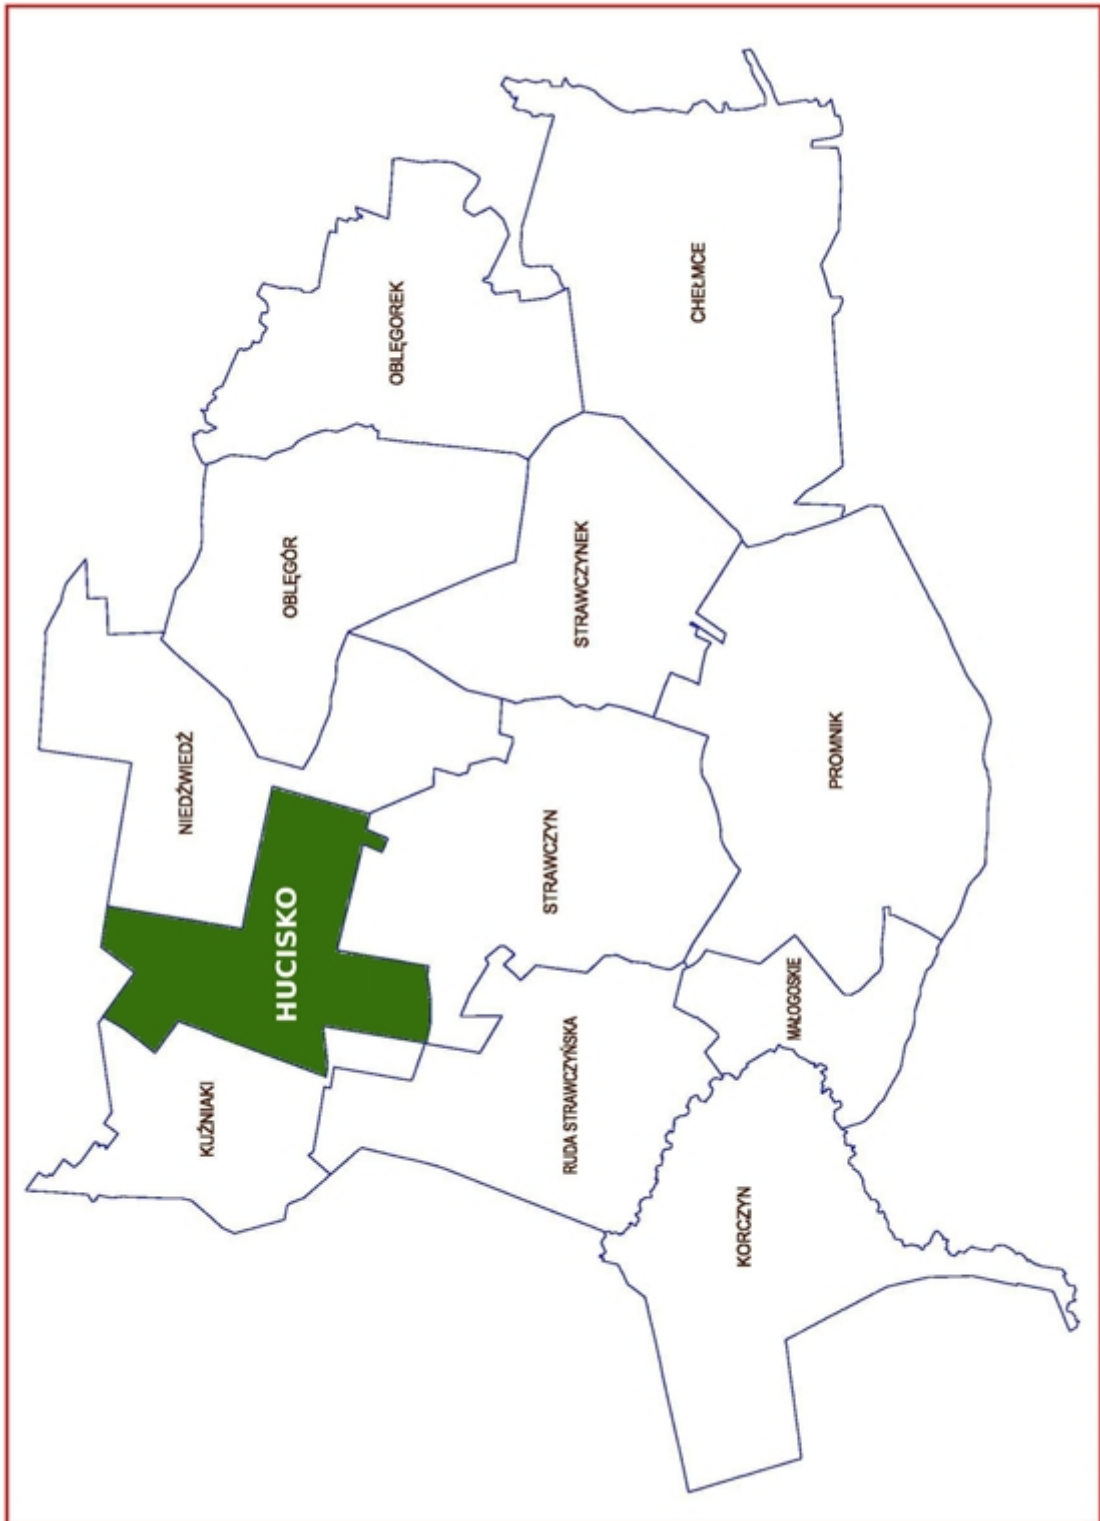 KUŹNIAKI
HUCISKO
NIEDŹWIEDŹ
OBLĘGÓR
OBLĘGOREK
RUDA STRAWCZYŃSKA
STRAWCZYN
STRAWCZYNEK
CHEŁMCE
KORCZYN
MAŁOGOSKIE
PROMNIK